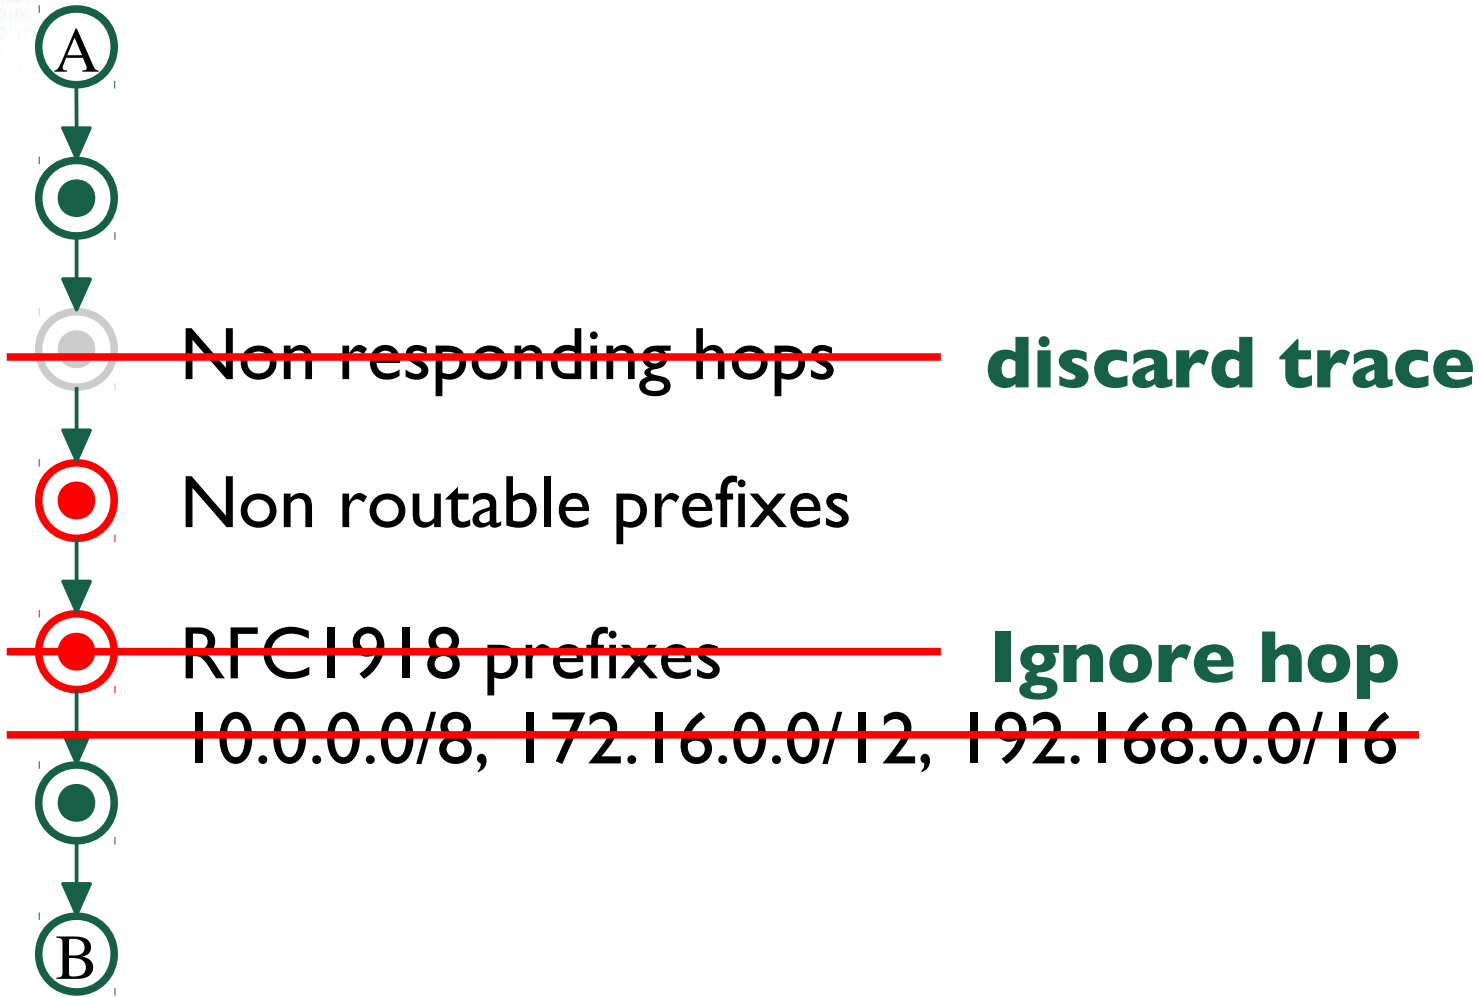 A
Non responding hops discard trace
Non routable prefixes
RFC1918 prefixes Ignore hop
10.0.0.0/8, 172.16.0.0/12, 192.168.0.0/16
B